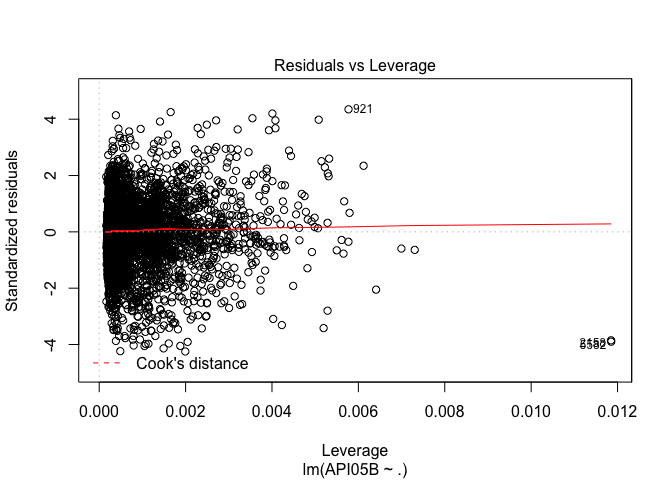 Residuals vs Leverage
Standardized residuals
4
2
0
-2
-4
921
Cook's distance
0.000 0.002 0.004 0.006 0.008 0.010 0.012
Leverage
lm(API05B ~ .)